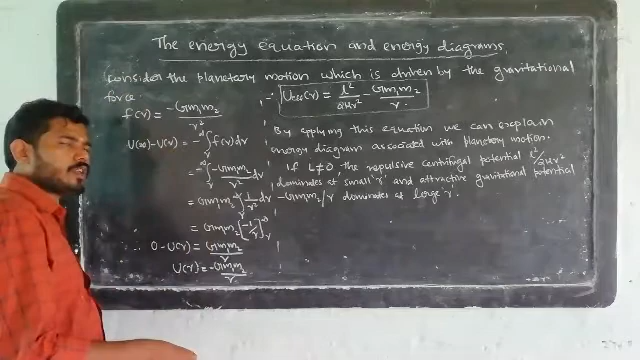 The energy equation and energy diagrams.
Consider the planetary motion which is driven by the gravitational
force.
f(r) = -Gm₁m₂/r²
U(∞)-U(r) = -∫ᵣ^∞ f(r)dr
= -∫ᵣ^∞ -Gm₁m₂/r² dr
= Gm₁m₂ ∫ᵣ^∞ 1/r² dr
= Gm₁m₂ [-1/r]ᵣ^∞
∴ 0-U(r) = Gm₁m₂/r
U(r) = -Gm₁m₂/r
∴ Ueff(r) = l²/2μr² - Gm₁m₂/r.
By applying this equation we can explain
energy diagram associated with planetary motion.
If L≠0, the repulsive centrifugal potential l²/2μr²
dominates at small 'r' and attractive gravitational potential
-Gm₁m₂/r dominates at large 'r'.